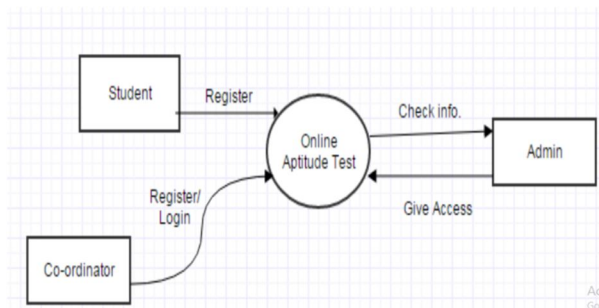 Student
Register
Check info.
Online
Aptitude Test
Admin
Register/
Login
Give Access
Co-ordinator